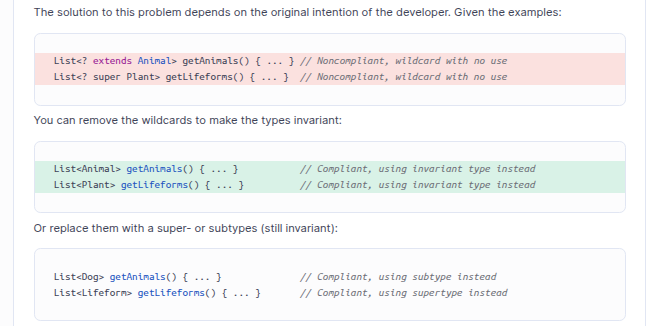 The solution to this problem depends on the original intention of the developer. Given the examples:
List<? extends Animal> getAnimals() { ... } // Noncompliant, wildcard with no use
List<? super Plant> getLifeforms() { ... }  // Noncompliant, wildcard with no use
You can remove the wildcards to make the types invariant:
List<Animal> getAnimals() { ... }           // Compliant, using invariant type instead
List<Plant> getLifeforms() { ... }          // Compliant, using invariant type instead
Or replace them with a super- or subtypes (still invariant):
List<Dog> getAnimals() { ... }              // Compliant, using subtype instead
List<Lifeform> getLifeforms() { ... }       // Compliant, using supertype instead